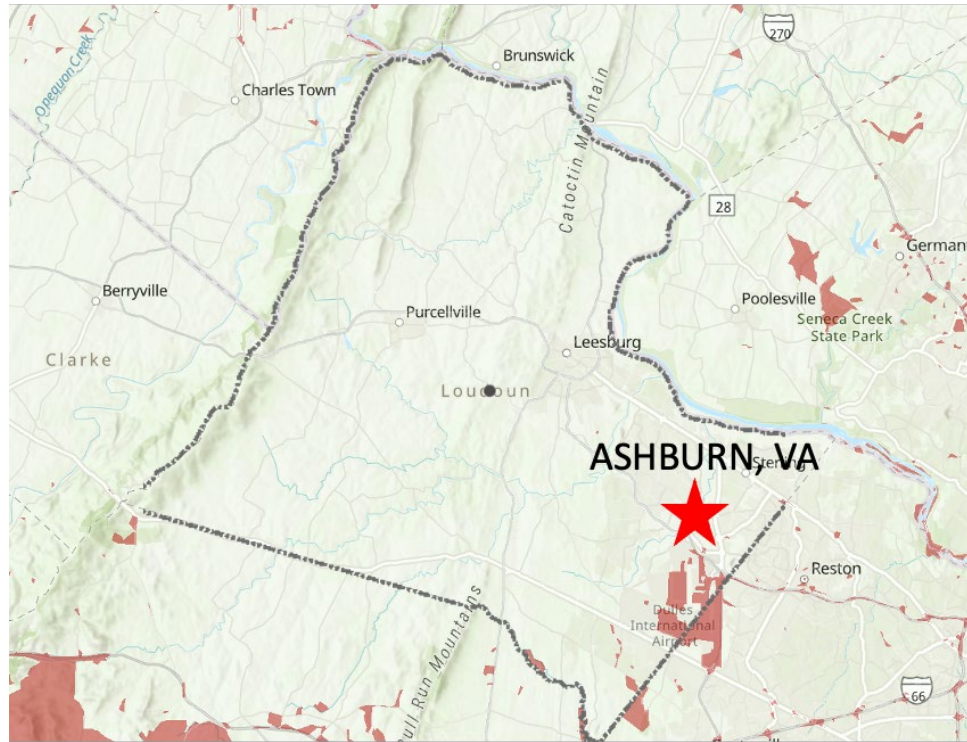 270
Brunswick
Opequon Creek
Charles Town
Catoctin Mountain
28
German
Berryville
Purcellville
Poolesville
Seneca Creek
State Park
Clarke
Leesburg
Loudoun
ASHBURN, VA
Sterling
Reston
Dulles
International
Airport
Bull Run Mountains
66